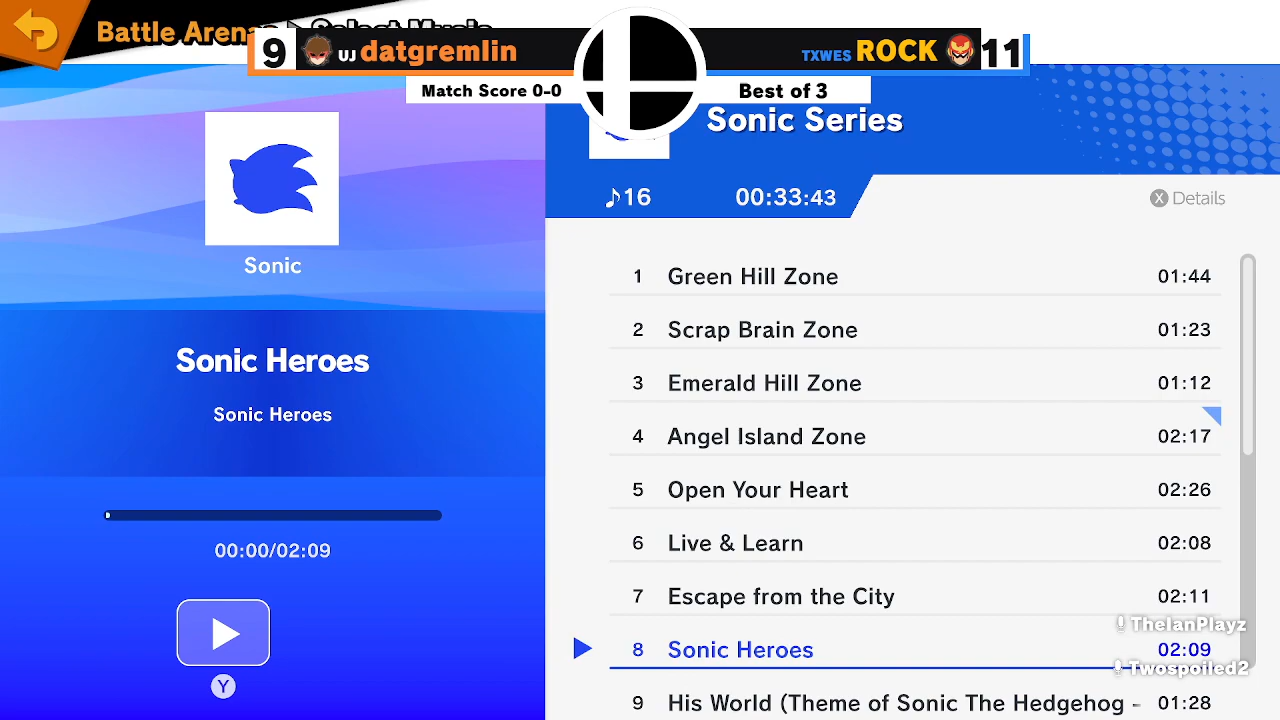 Battle Arena ▶ Select Music
9 UJ datgremlin
TXWES ROCK 11
Match Score 0-0
Best of 3
Sonic Series
♪16 00:33:43
X Details
Sonic
Sonic Heroes
Sonic Heroes
00:00/02:09
Y
1 Green Hill Zone 01:44
2 Scrap Brain Zone 01:23
3 Emerald Hill Zone 01:12
4 Angel Island Zone 02:17
5 Open Your Heart 02:26
6 Live & Learn 02:08
7 Escape from the City 02:11
TheIanPlayz
8 Sonic Heroes 02:09
Twospoiled2
9 His World (Theme of Sonic The Hedgehog - 01:28